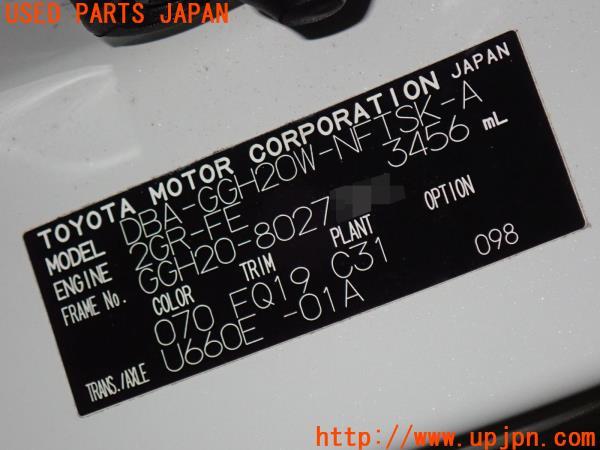 USED PARTS JAPAN
TOYOTA MOTOR CORPORATION JAPAN
MODEL DBA-GGH20W-NFTSK-A
ENGINE 2GR-FE 3456 mL
FRAME No. GGH20-8027
COLOR TRIM PLANT OPTION
070 FQ19 C31 098
TRANS./AXLE U660E -01A
http://www.upjpn.com